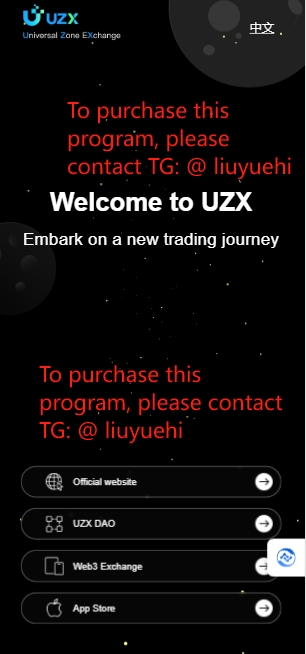 UZX
Universal Zone EXchange
中文
To purchase this
program, please
contact TG: @ liuyuehi
Welcome to UZX
Embark on a new trading journey
To purchase this
program, please contact
TG: @ liuyuehi
Official website
UZX DAO
Web3 Exchange
App Store